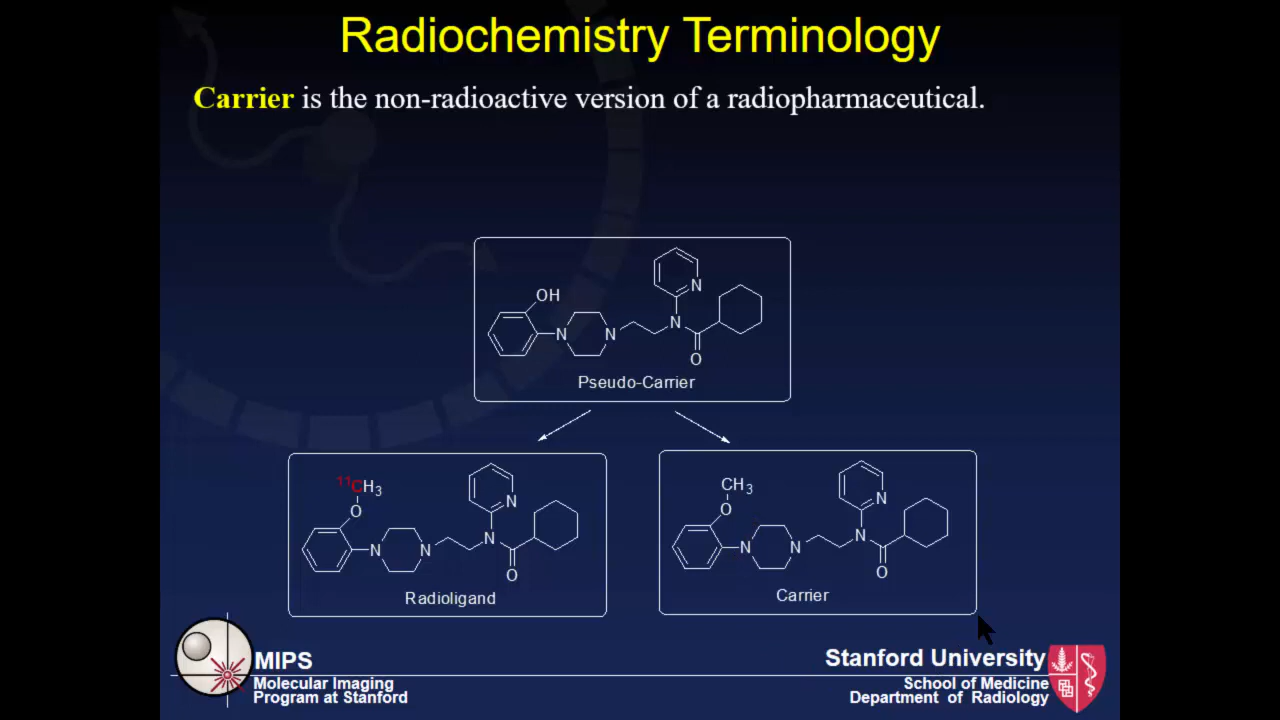 Radiochemistry Terminology
Carrier is the non-radioactive version of a radiopharmaceutical.
OH
N
N
N
N
O
Pseudo-Carrier
11CH3
O
N
N
N
N
O
Radioligand
CH3
O
N
N
N
N
O
Carrier
MIPS
Molecular Imaging
Program at Stanford
Stanford University
School of Medicine
Department of Radiology